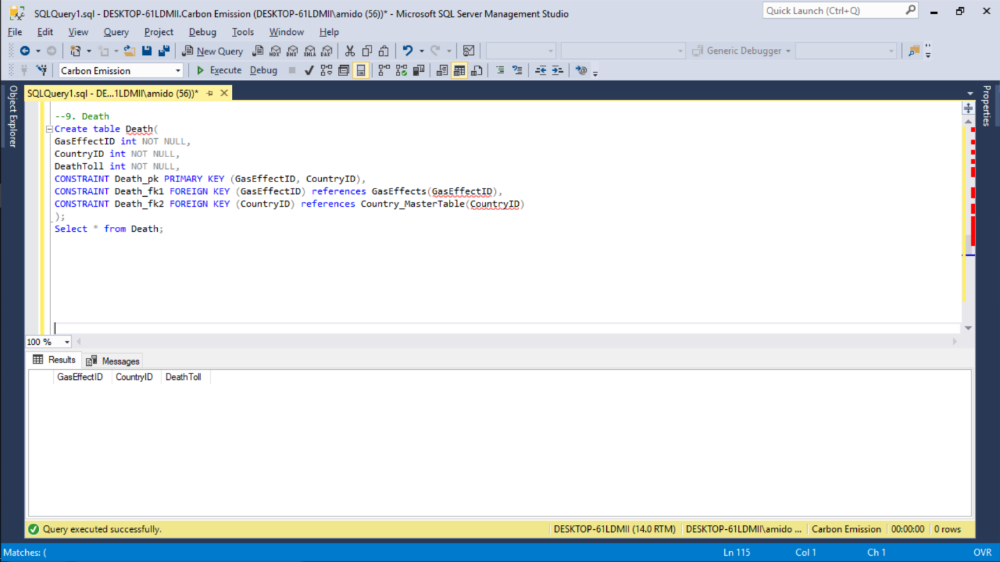 SQLQuery1.sql - DESKTOP-61LDMII.Carbon Emission (DESKTOP-61LDMII\amido (56))* - Microsoft SQL Server Management Studio
Quick Launch (Ctrl+Q)
File Edit View Query Project Debug Tools Window Help
New Query MDX DMX XMLA DAX Generic Debugger
Carbon Emission Execute Debug
Object Explorer
SQLQuery1.sql - DE...1LDMII\amido (56))*
Properties
--9. Death
Create table Death(
GasEffectID int NOT NULL,
CountryID int NOT NULL,
DeathToll int NOT NULL,
CONSTRAINT Death_pk PRIMARY KEY (GasEffectID, CountryID),
CONSTRAINT Death_fk1 FOREIGN KEY (GasEffectID) references GasEffects(GasEffectID),
CONSTRAINT Death_fk2 FOREIGN KEY (CountryID) references Country_MasterTable(CountryID)
);
Select * from Death;
100 %
Results Messages
GasEffectID CountryID DeathToll
Query executed successfully. DESKTOP-61LDMII (14.0 RTM) DESKTOP-61LDMII\amido ... Carbon Emission 00:00:00 0 rows
Matches: ( Ln 115 Col 1 Ch 1 OVR